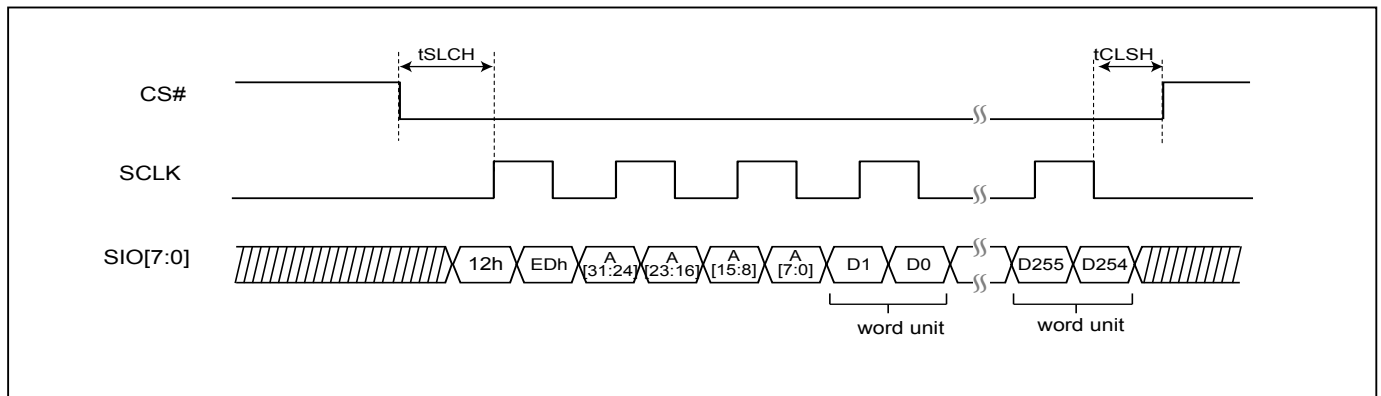 tSLCH
tCLSH
CS#
SCLK
SIO[7:0]
12h
EDh
A
[31:24]
A
[23:16]
A
[15:8]
A
[7:0]
D1
D0
D255
D254
word unit
word unit